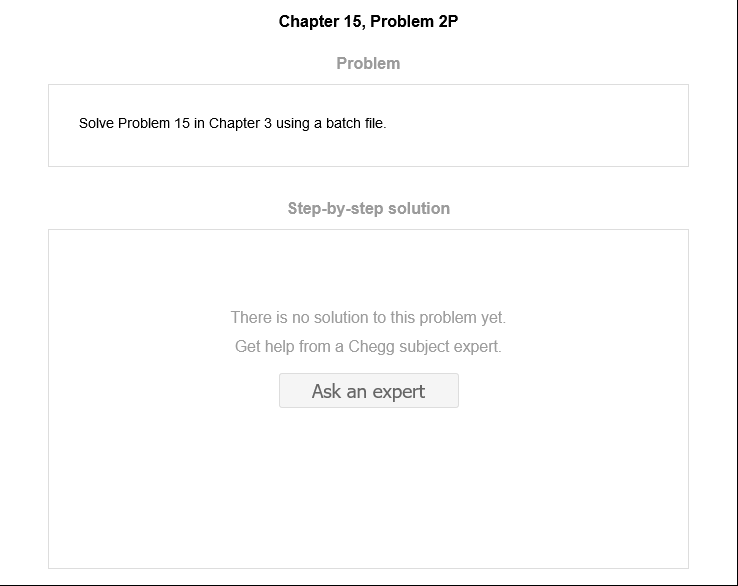 Chapter 15, Problem 2P
Problem
Solve Problem 15 in Chapter 3 using a batch file.
Step-by-step solution
There is no solution to this problem yet.
Get help from a Chegg subject expert.
Ask an expert